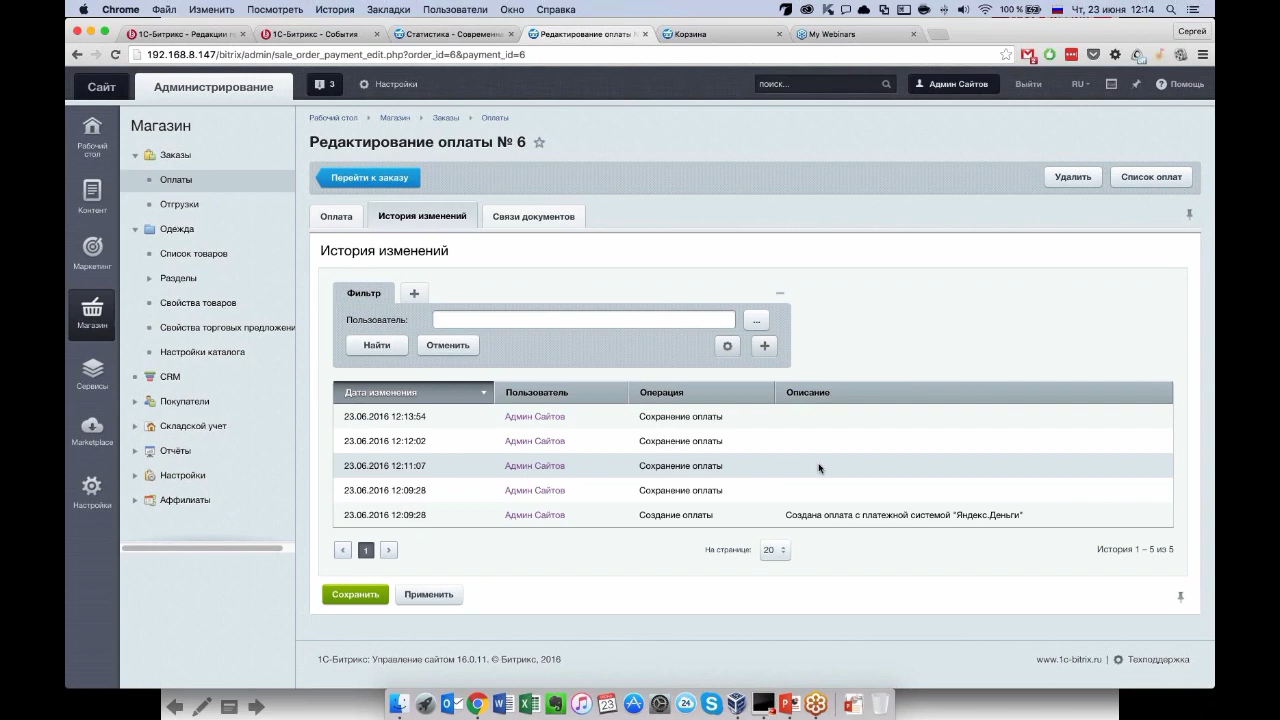 Chrome Файл Изменить Посмотреть История Закладки Пользователи Окно Справка 100 % Чт, 23 июня 12:14
1С-Битрикс - Редакции 1С-Битрикс - События Статистика - Современн Редактирование оплаты Корзина My Webinars Сергей
192.168.8.147/bitrix/admin/sale_order_payment_edit.php?order_id=6&payment_id=6
Сайт Администрирование 3 Настройки поиск... Админ Сайтов Выйти RU Помощь
Рабочий стол
Контент
Маркетинг
Магазин
Сервисы
Marketplace
Настройки
Магазин
Заказы
Оплаты
Отгрузки
Одежда
Список товаров
Разделы
Свойства товаров
Свойства торговых предложени
Настройки каталога
CRM
Покупатели
Складской учет
Отчёты
Настройки
Аффилиаты
Рабочий стол Магазин Заказы Оплаты
Редактирование оплаты № 6
Перейти к заказу Удалить Список оплат
Оплата История изменений Связи документов
История изменений
Фильтр +
Пользователь: ...
Найти Отменить +
Дата изменения Пользователь Операция Описание
23.06.2016 12:13:54 Админ Сайтов Сохранение оплаты
23.06.2016 12:12:02 Админ Сайтов Сохранение оплаты
23.06.2016 12:11:07 Админ Сайтов Сохранение оплаты
23.06.2016 12:09:28 Админ Сайтов Сохранение оплаты
23.06.2016 12:09:28 Админ Сайтов Создание оплаты Создана оплата с платежной системой "Яндекс.Деньги"
1 На странице: 20 История 1 – 5 из 5
Сохранить Применить
1С-Битрикс: Управление сайтом 16.0.11. © Битрикс, 2016 www.1c-bitrix.ru | Техподдержка